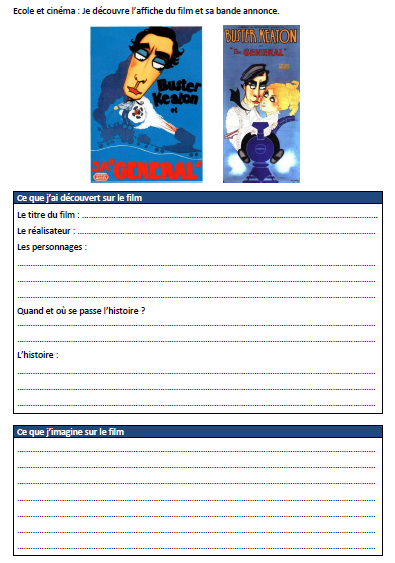 Ecole et cinéma : Je découvre l'affiche du film et sa bande annonce.
Buster
Keaton
et
SA "GENERAL"
BUSTER KEATON
in
"The GENERAL"
Ce que j'ai découvert sur le film
Le titre du film :
Le réalisateur :
Les personnages :
Quand et où se passe l'histoire ?
L'histoire :
Ce que j'imagine sur le film